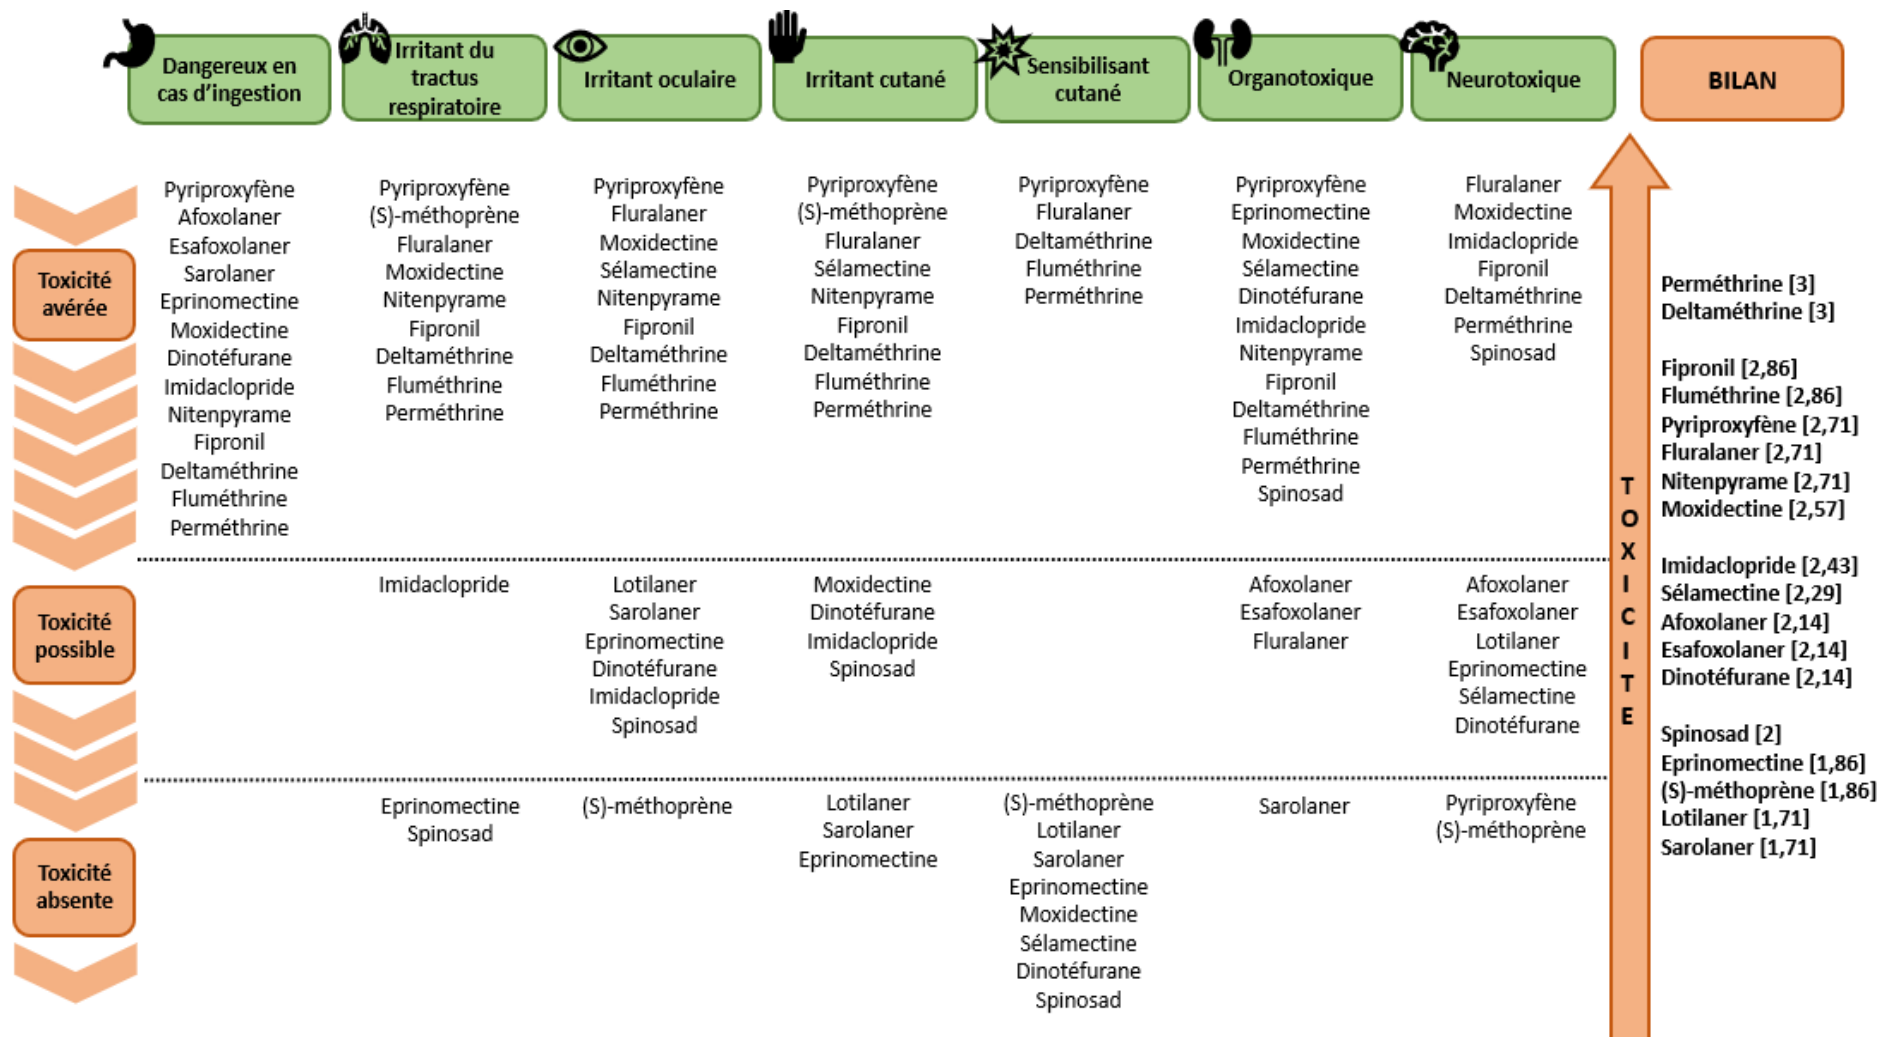 Dangereux en
cas d'ingestion
Irritant du
tractus
respiratoire
Irritant oculaire
Irritant cutané
Sensibilisant
cutané
Organotoxique
Neurotoxique
BILAN
Toxicité
avérée
Pyriproxyfène
Afoxolaner
Esafoxolaner
Sarolaner
Eprinomectine
Moxidectine
Dinotéfurane
Imidaclopride
Nitenpyrame
Fipronil
Deltaméthrine
Fluméthrine
Perméthrine
Pyriproxyfène
(S)-méthoprène
Fluralaner
Moxidectine
Nitenpyrame
Fipronil
Deltaméthrine
Fluméthrine
Perméthrine
Pyriproxyfène
Fluralaner
Moxidectine
Sélamectine
Nitenpyrame
Fipronil
Deltaméthrine
Fluméthrine
Perméthrine
Pyriproxyfène
(S)-méthoprène
Fluralaner
Sélamectine
Nitenpyrame
Fipronil
Deltaméthrine
Fluméthrine
Perméthrine
Pyriproxyfène
Fluralaner
Deltaméthrine
Fluméthrine
Perméthrine
Pyriproxyfène
Eprinomectine
Moxidectine
Sélamectine
Dinotéfurane
Imidaclopride
Nitenpyrame
Fipronil
Deltaméthrine
Fluméthrine
Perméthrine
Spinosad
Fluralaner
Moxidectine
Imidaclopride
Fipronil
Deltaméthrine
Perméthrine
Spinosad
Toxicité
possible
Imidaclopride
Lotilaner
Sarolaner
Eprinomectine
Dinotéfurane
Imidaclopride
Spinosad
Moxidectine
Dinotéfurane
Imidaclopride
Spinosad
Afoxolaner
Esafoxolaner
Fluralaner
Afoxolaner
Esafoxolaner
Lotilaner
Eprinomectine
Sélamectine
Dinotéfurane
Toxicité
absente
Eprinomectine
Spinosad
(S)-méthoprène
Lotilaner
Sarolaner
Eprinomectine
(S)-méthoprène
Lotilaner
Sarolaner
Eprinomectine
Moxidectine
Sélamectine
Dinotéfurane
Spinosad
Sarolaner
Pyriproxyfène
(S)-méthoprène
TOXICITE
Perméthrine [3]
Deltaméthrine [3]
Fipronil [2,86]
Fluméthrine [2,86]
Pyriproxyfène [2,71]
Fluralaner [2,71]
Nitenpyrame [2,71]
Moxidectine [2,57]
Imidaclopride [2,43]
Sélamectine [2,29]
Afoxolaner [2,14]
Esafoxolaner [2,14]
Dinotéfurane [2,14]
Spinosad [2]
Eprinomectine [1,86]
(S)-méthoprène [1,86]
Lotilaner [1,71]
Sarolaner [1,71]